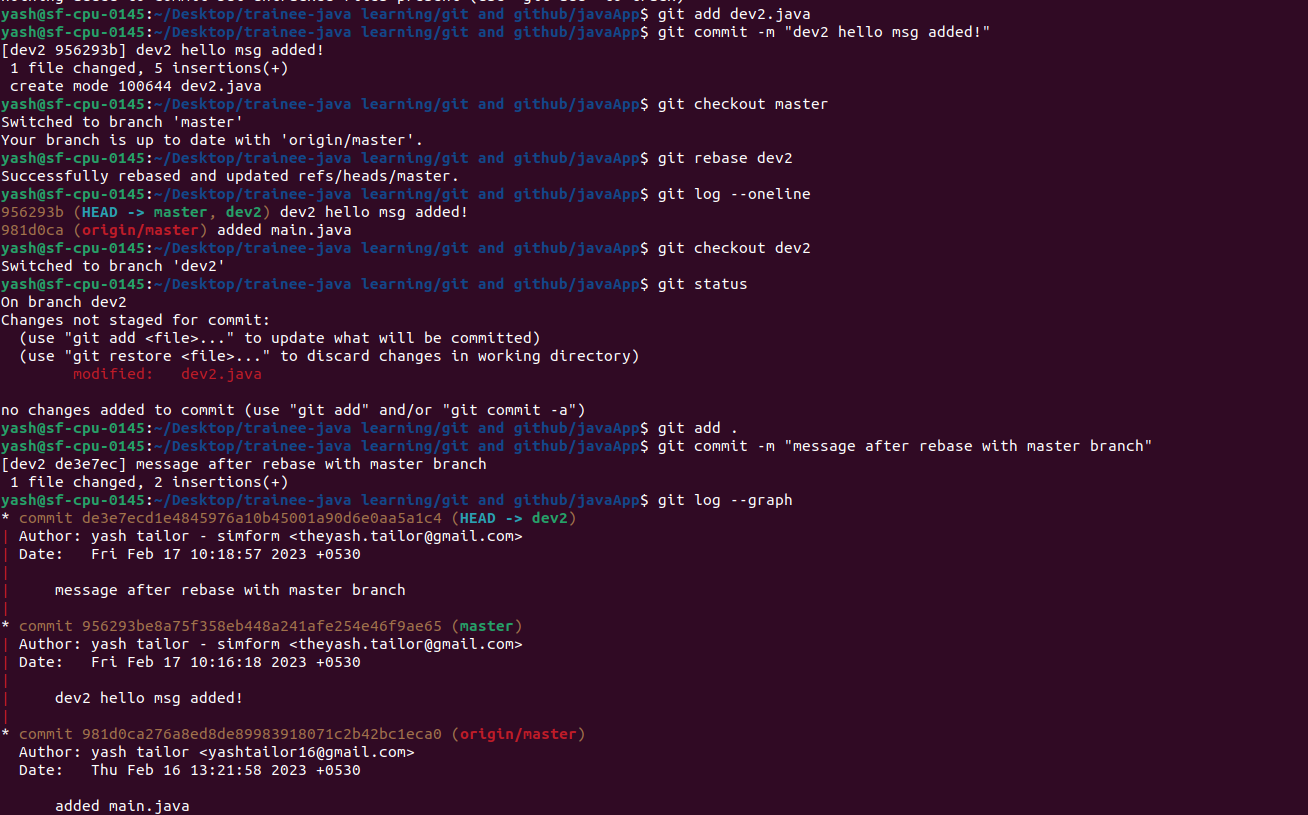 yash@sf-cpu-0145:~/Desktop/trainee-java learning/git and github/javaApp$ git add dev2.java
yash@sf-cpu-0145:~/Desktop/trainee-java learning/git and github/javaApp$ git commit -m "dev2 hello msg added!"
[dev2 956293b] dev2 hello msg added!
 1 file changed, 5 insertions(+)
 create mode 100644 dev2.java
yash@sf-cpu-0145:~/Desktop/trainee-java learning/git and github/javaApp$ git checkout master
Switched to branch 'master'
Your branch is up to date with 'origin/master'.
yash@sf-cpu-0145:~/Desktop/trainee-java learning/git and github/javaApp$ git rebase dev2
Successfully rebased and updated refs/heads/master.
yash@sf-cpu-0145:~/Desktop/trainee-java learning/git and github/javaApp$ git log --oneline
956293b (HEAD -> master, dev2) dev2 hello msg added!
981d0ca (origin/master) added main.java
yash@sf-cpu-0145:~/Desktop/trainee-java learning/git and github/javaApp$ git checkout dev2
Switched to branch 'dev2'
yash@sf-cpu-0145:~/Desktop/trainee-java learning/git and github/javaApp$ git status
On branch dev2
Changes not staged for commit:
  (use "git add <file>..." to update what will be committed)
  (use "git restore <file>..." to discard changes in working directory)
        modified:   dev2.java

no changes added to commit (use "git add" and/or "git commit -a")
yash@sf-cpu-0145:~/Desktop/trainee-java learning/git and github/javaApp$ git add .
yash@sf-cpu-0145:~/Desktop/trainee-java learning/git and github/javaApp$ git commit -m "message after rebase with master branch"
[dev2 de3e7ec] message after rebase with master branch
 1 file changed, 2 insertions(+)
yash@sf-cpu-0145:~/Desktop/trainee-java learning/git and github/javaApp$ git log --graph
* commit de3e7ecd1e4845976a10b45001a90d6e0aa5a1c4 (HEAD -> dev2)
| Author: yash tailor - simform <theyash.tailor@gmail.com>
| Date:   Fri Feb 17 10:18:57 2023 +0530
|
|     message after rebase with master branch
|
* commit 956293be8a75f358eb448a241afe254e46f9ae65 (master)
| Author: yash tailor - simform <theyash.tailor@gmail.com>
| Date:   Fri Feb 17 10:16:18 2023 +0530
|
|     dev2 hello msg added!
|
* commit 981d0ca276a8ed8de89983918071c2b42bc1eca0 (origin/master)
  Author: yash tailor <yashtailor16@gmail.com>
  Date:   Thu Feb 16 13:21:58 2023 +0530

      added main.java